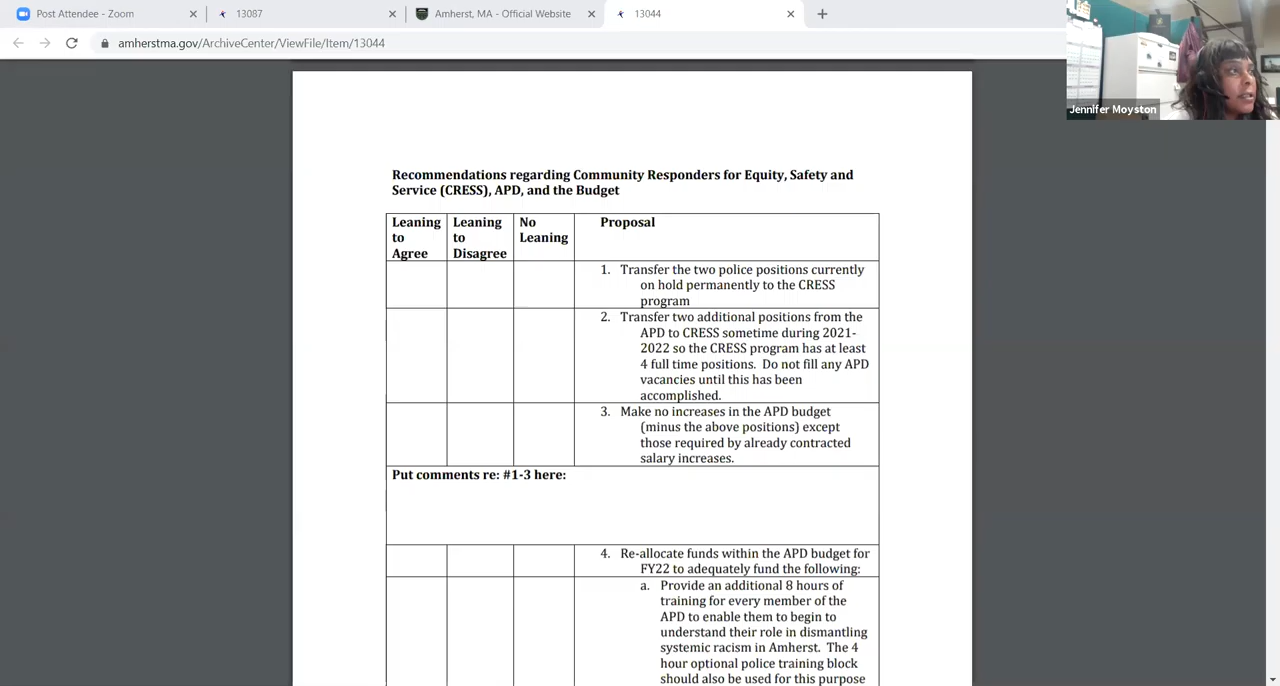 Post Attendee - Zoom
13087
Amherst, MA - Official Website
13044
amherstma.gov/ArchiveCenter/ViewFile/Item/13044
Jennifer Moyston
Recommendations regarding Community Responders for Equity, Safety and
Service (CRESS), APD, and the Budget
Leaning to Agree
Leaning to Disagree
No Leaning
Proposal
1. Transfer the two police positions currently
on hold permanently to the CRESS
program
2. Transfer two additional positions from the
APD to CRESS sometime during 2021-
2022 so the CRESS program has at least
4 full time positions. Do not fill any APD
vacancies until this has been
accomplished.
3. Make no increases in the APD budget
(minus the above positions) except
those required by already contracted
salary increases.
Put comments re: #1-3 here:
4. Re-allocate funds within the APD budget for
FY22 to adequately fund the following:
a. Provide an additional 8 hours of
training for every member of the
APD to enable them to begin to
understand their role in dismantling
systemic racism in Amherst. The 4
hour optional police training block
should also be used for this purpose